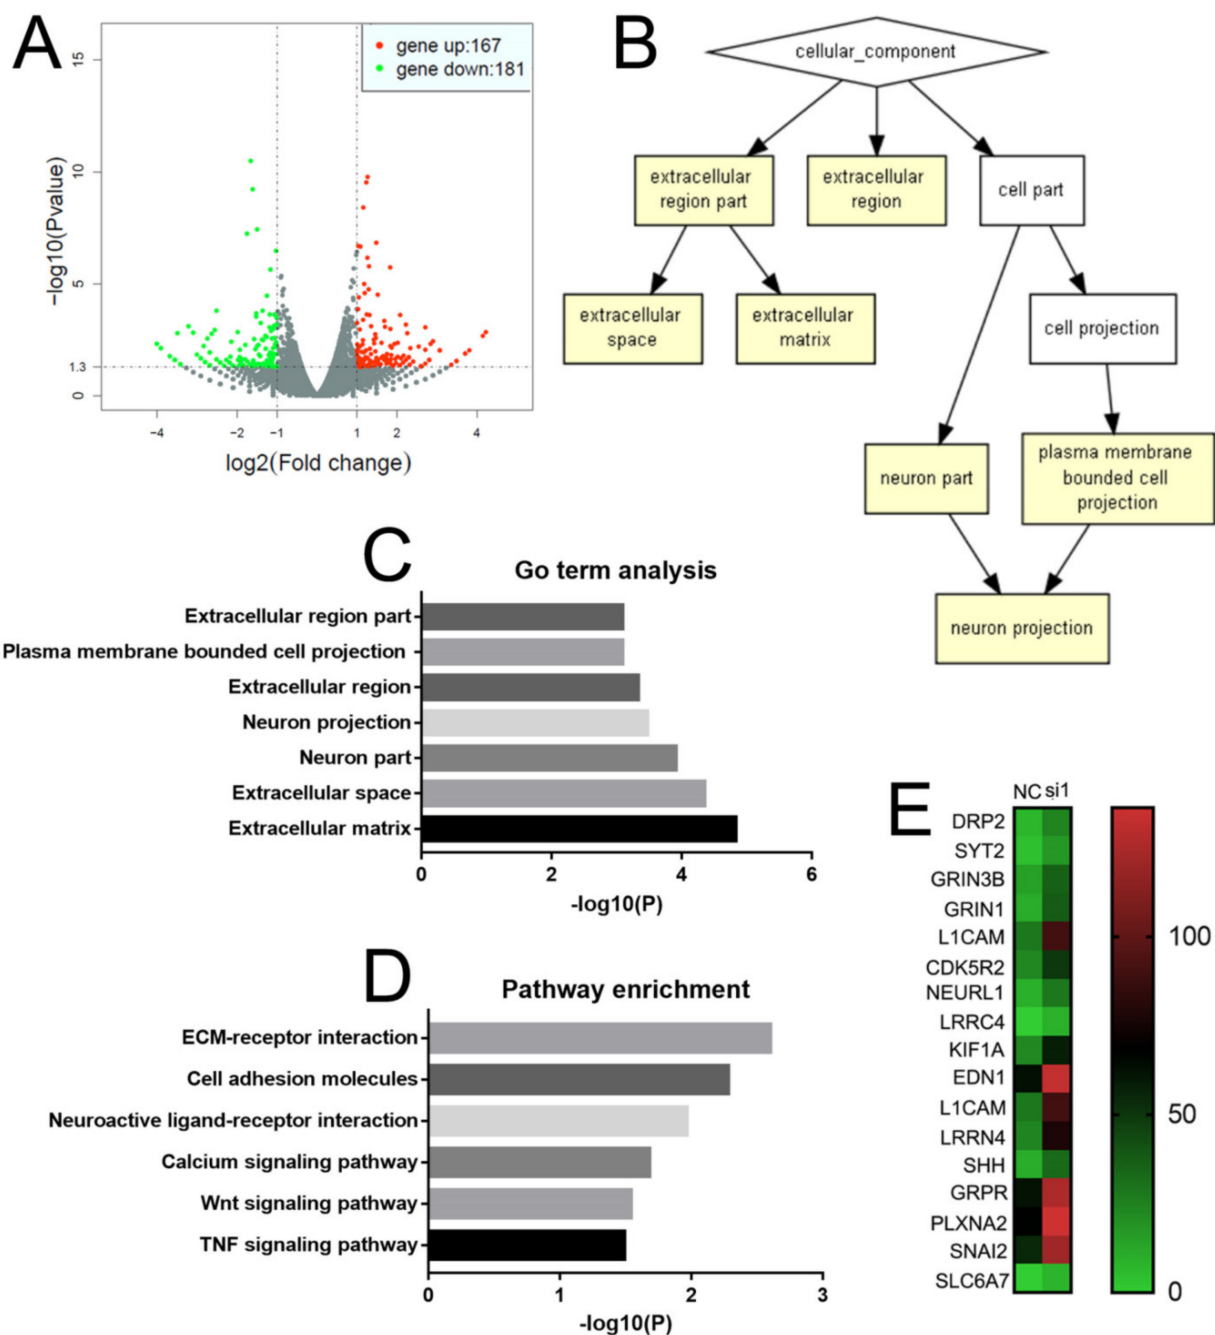 A
gene up:167
gene down:181
15
10
5
1.3
0
−log10(Pvalue)
−4
−2
−1
1
2
4
log2(Fold change)
B
cellular_component
extracellular
region part
extracellular
region
cell part
extracellular
space
extracellular
matrix
cell projection
neuron part
plasma membrane
bounded cell
projection
neuron projection
C
Go term analysis
Extracellular region part
Plasma membrane bounded cell projection
Extracellular region
Neuron projection
Neuron part
Extracellular space
Extracellular matrix
0
2
4
6
-log10(P)
D
Pathway enrichment
ECM-receptor interaction
Cell adhesion molecules
Neuroactive ligand-receptor interaction
Calcium signaling pathway
Wnt signaling pathway
TNF signaling pathway
0
1
2
3
-log10(P)
E
NC si1
DRP2
SYT2
GRIN3B
GRIN1
L1CAM
CDK5R2
NEURL1
LRRC4
KIF1A
EDN1
L1CAM
LRRN4
SHH
GRPR
PLXNA2
SNAI2
SLC6A7
100
50
0